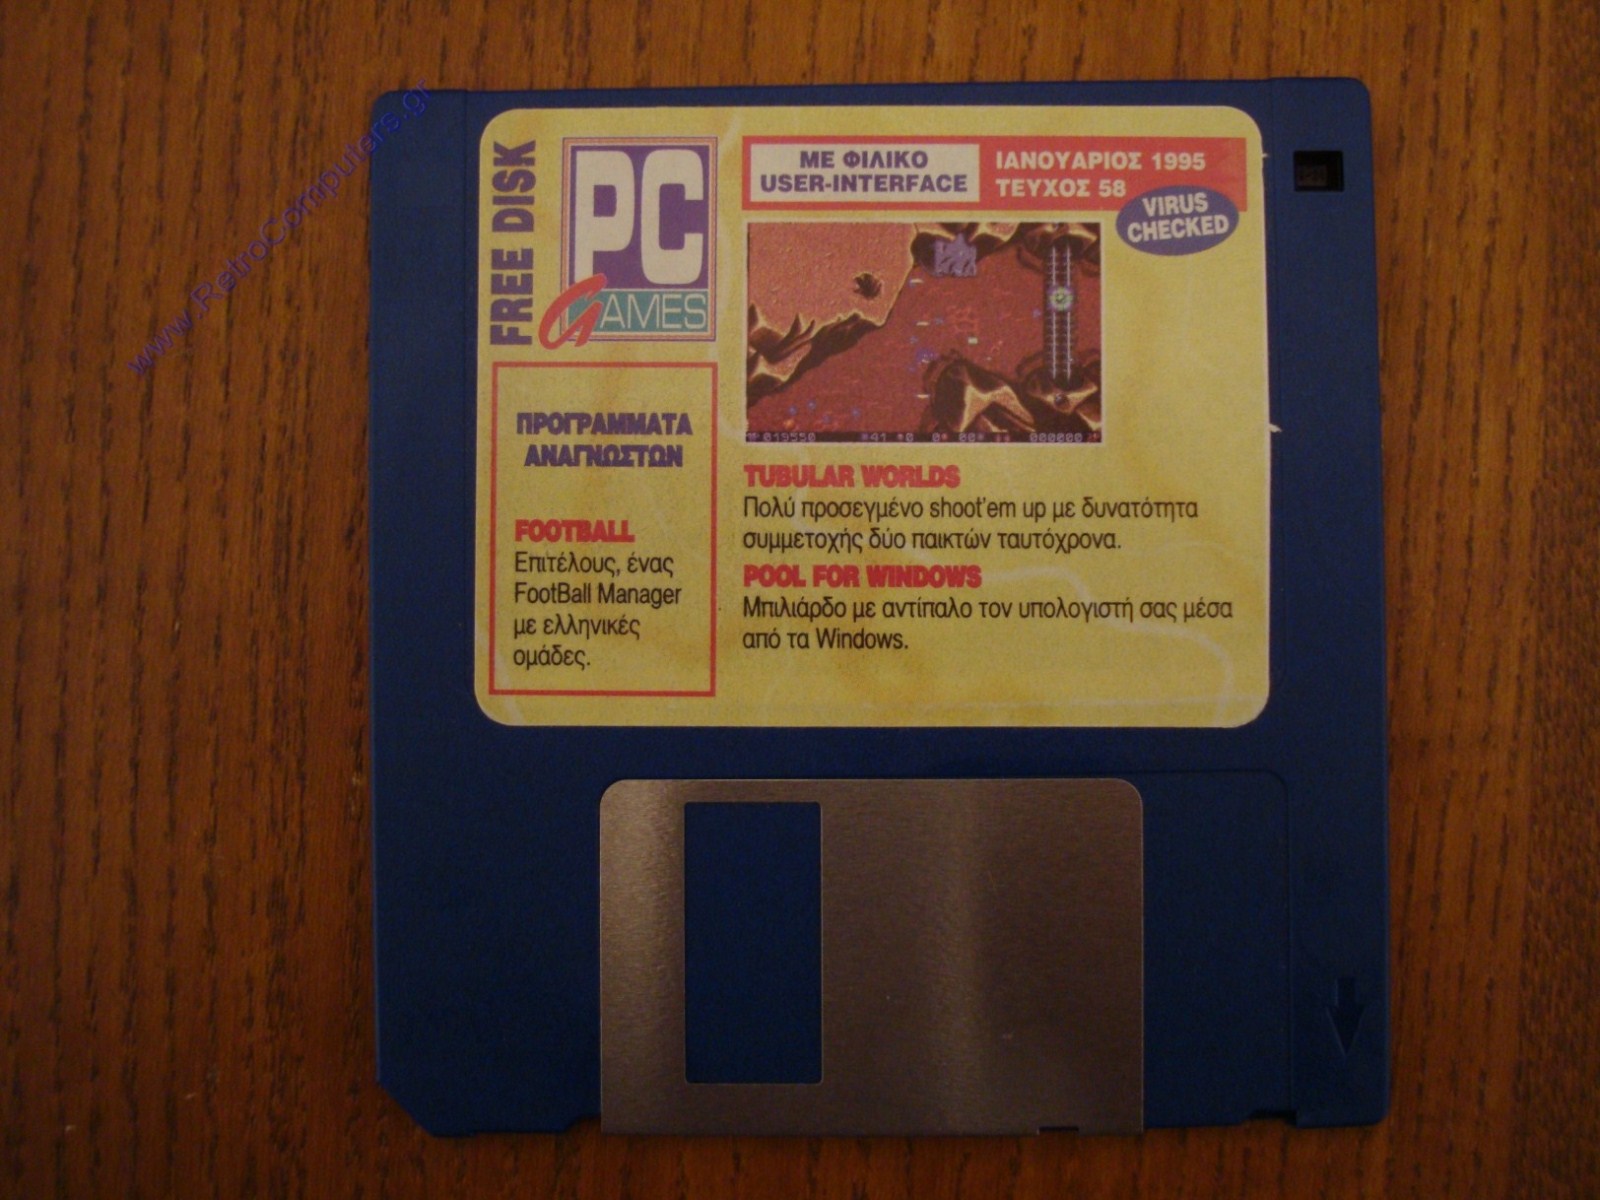 www.RetroComputers.gr
FREE DISK
PC
GAMES
ΜΕ ΦΙΛΙΚΟ
USER-INTERFACE
ΙΑΝΟΥΑΡΙΟΣ 1995
ΤΕΥΧΟΣ 58
VIRUS
CHECKED
ΠΡΟΓΡΑΜΜΑΤΑ
ΑΝΑΓΝΩΣΤΩΝ
FOOTBALL
Επιτέλους, ένας
FootBall Manager
με ελληνικές
ομάδες.
TUBULAR WORLDS
Πολύ προσεγμένο shoot'em up με δυνατότητα
συμμετοχής δύο παικτών ταυτόχρονα.
POOL FOR WINDOWS
Μπιλιάρδο με αντίπαλο τον υπολογιστή σας μέσα
από τα Windows.